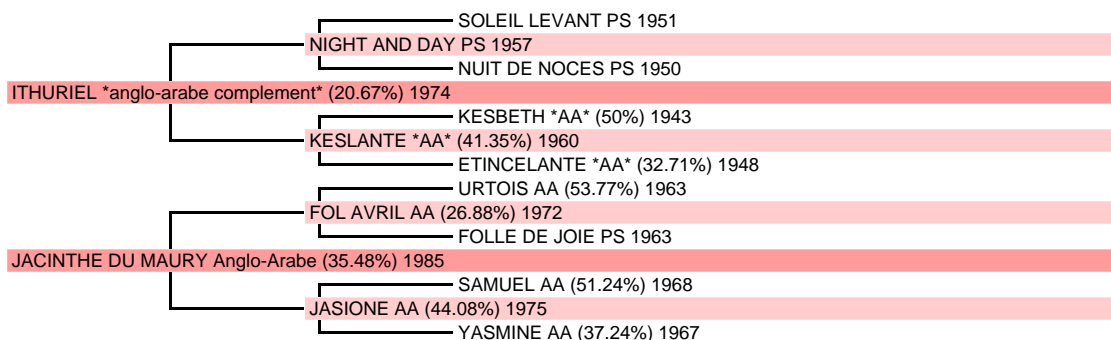 SOLEIL LEVANT PS 1951
NIGHT AND DAY PS 1957
NUIT DE NOCES PS 1950
ITHURIEL *anglo-arabe complement* (20.67%) 1974
KESBETH *AA* (50%) 1943
KESLANTE *AA* (41.35%) 1960
ETINCELANTE *AA* (32.71%) 1948
URTOIS AA (53.77%) 1963
FOL AVRIL AA (26.88%) 1972
FOLLE DE JOIE PS 1963
JACINTHE DU MAURY Anglo-Arabe (35.48%) 1985
SAMUEL AA (51.24%) 1968
JASIONE AA (44.08%) 1975
YASMINE AA (37.24%) 1967